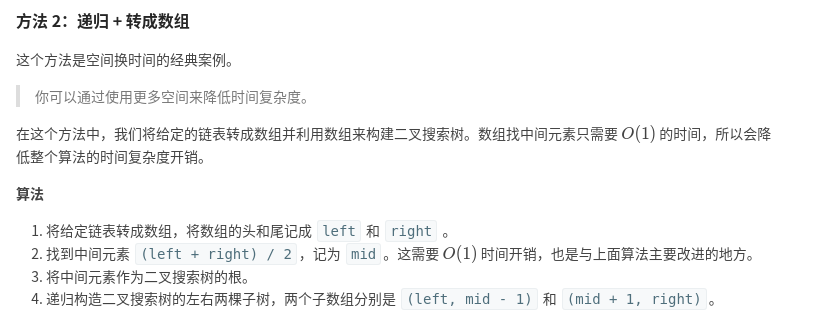 方法 2：递归 + 转成数组
这个方法是空间换时间的经典案例。
你可以通过使用更多空间来降低时间复杂度。
在这个方法中，我们将给定的链表转成数组并利用数组来构建二叉搜索树。数组找中间元素只需要 O(1) 的时间，所以会降
低整个算法的时间复杂度开销。
算法
1. 将给定链表转成数组，将数组的头和尾记成 left 和 right 。
2. 找到中间元素 (left + right) / 2，记为 mid 。这需要 O(1) 时间开销，也是与上面算法主要改进的地方。
3. 将中间元素作为二叉搜索树的根。
4. 递归构造二叉搜索树的左右两棵子树，两个子数组分别是 (left, mid - 1) 和 (mid + 1, right) 。